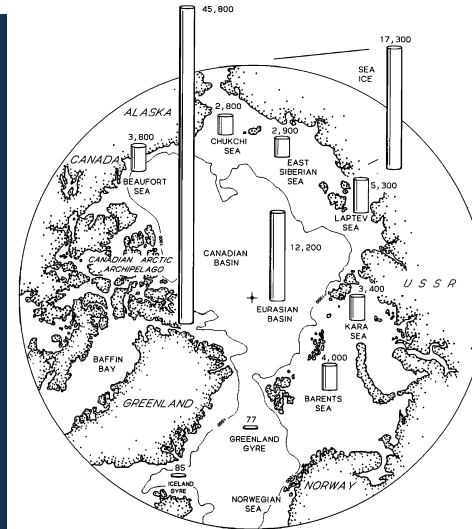 45,800
17,300
SEA
ICE
ALASKA
2,800
CHUKCHI
SEA
2,900
EAST
SIBERIAN
SEA
3,800
BEAUFORT
SEA
CANADA
5,300
LAPTEV
SEA
CANADIAN ARCTIC
ARCHIPELAGO
CANADIAN
BASIN
12,200
EURASIAN
BASIN
USSR
3,400
KARA
SEA
BAFFIN
BAY
GREENLAND
4,000
BARENTS
SEA
77
GREENLAND
GYRE
85
ICELAND
GYRE
NORWEGIAN
SEA
NORWAY